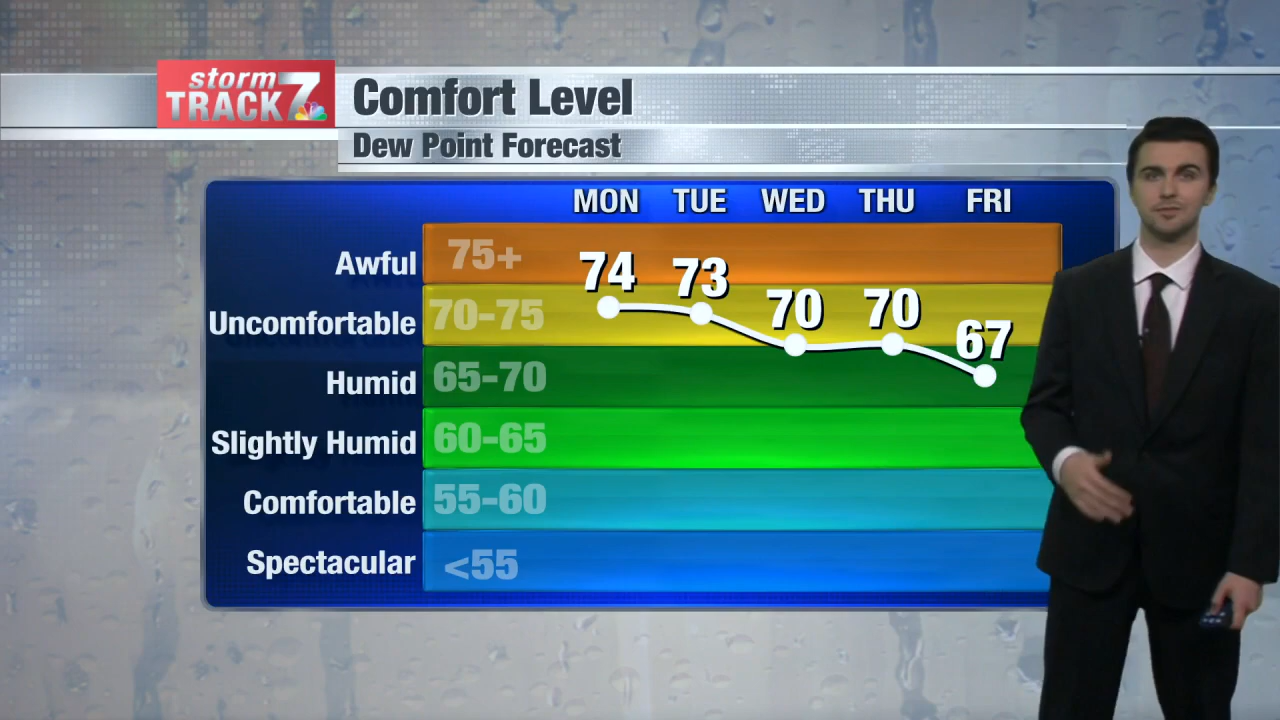 storm
TRACK 7
Comfort Level
Dew Point Forecast
MON TUE WED THU FRI
Awful 75+
74 73 70 70 67
Uncomfortable 70-75
Humid 65-70
Slightly Humid 60-65
Comfortable 55-60
Spectacular <55